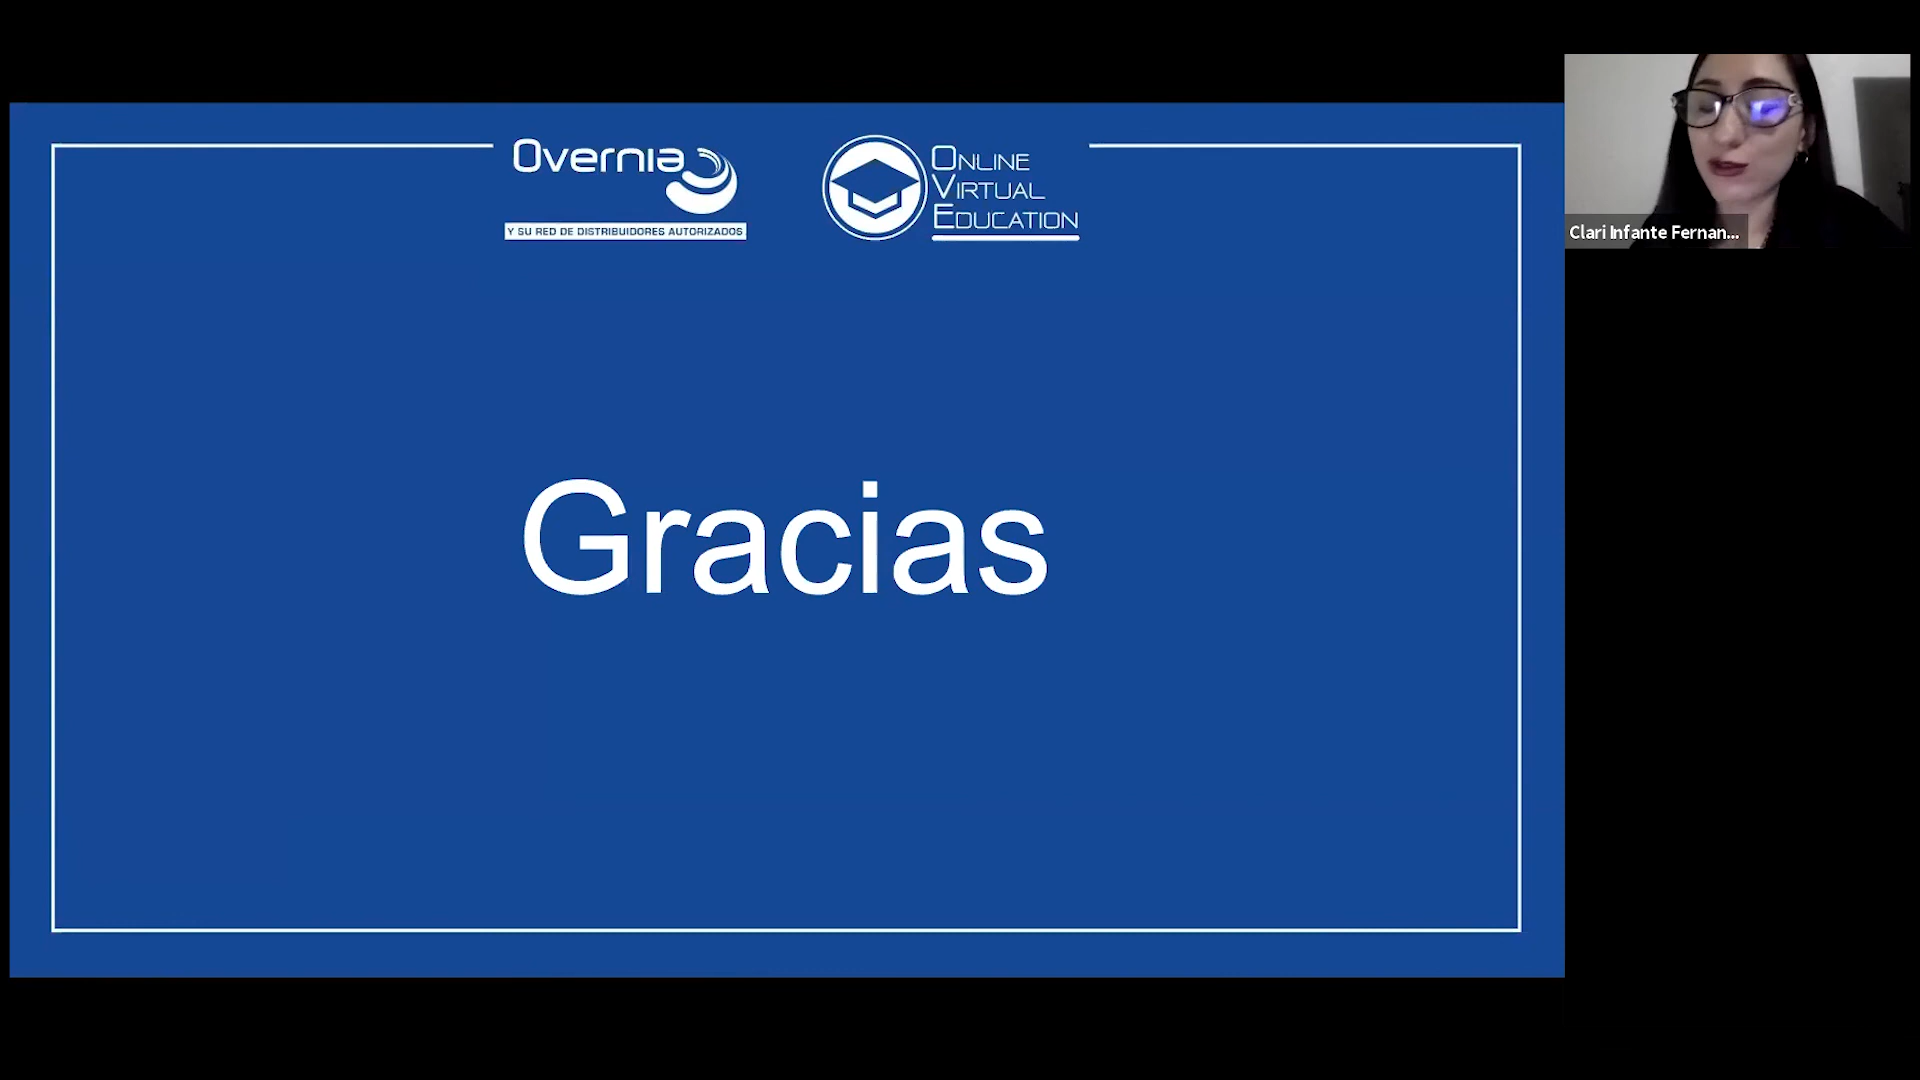 Overnia
Y SU RED DE DISTRIBUIDORES AUTORIZADOS
ONLINE
VIRTUAL
EDUCATION
Clari Infante Fernan...
Gracias